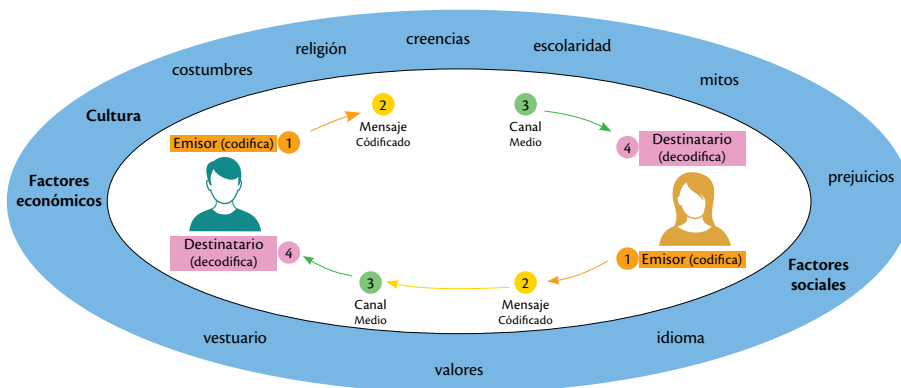 creencias
religión
escolaridad
costumbres
mitos
Cultura
prejuicios
Factores
económicos
Factores
sociales
vestuario
idioma
valores
Emisor (codifica)
1
2
Mensaje
Códificado
3
Canal
Medio
4
Destinatario
(decodifica)
1
Emisor (codifica)
2
Mensaje
Códificado
3
Canal
Medio
4
Destinatario
(decodifica)